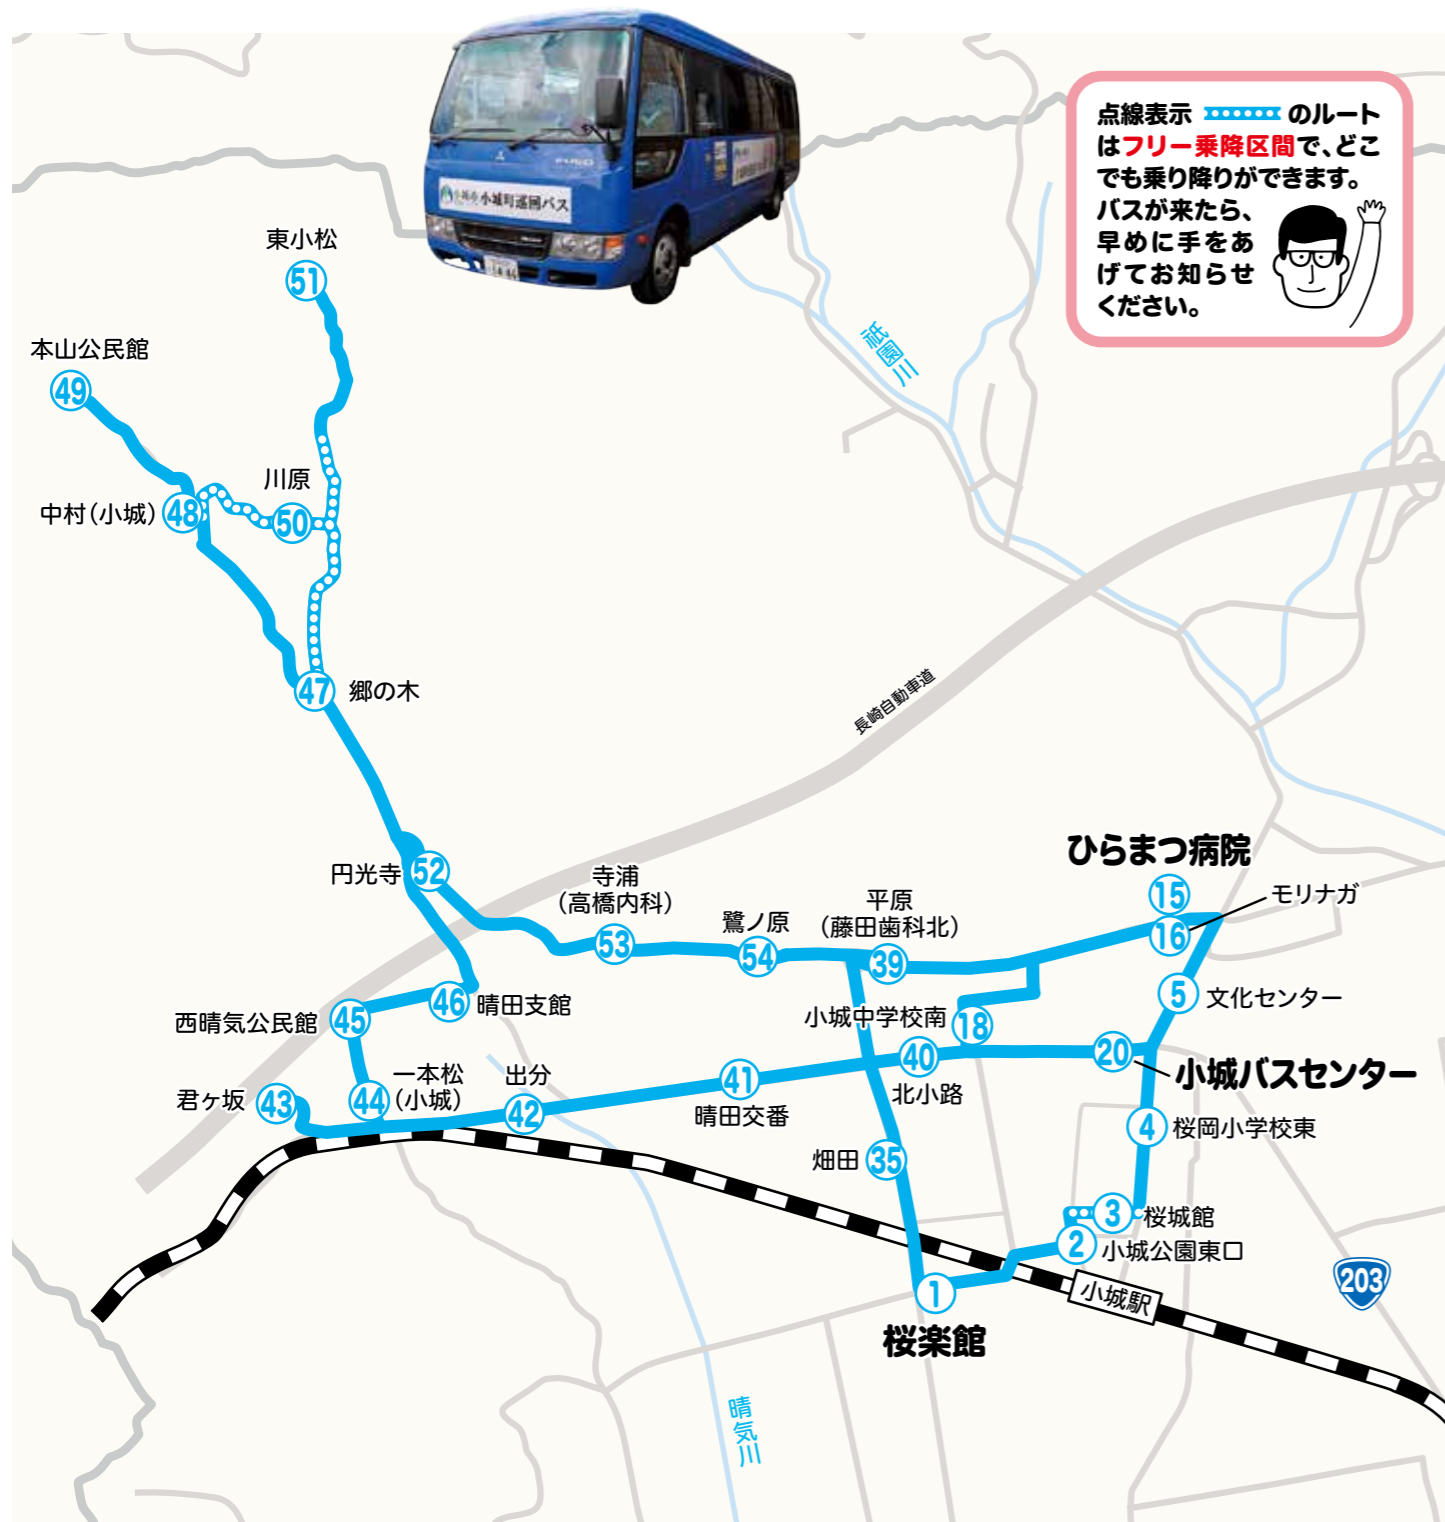 点線表示 のルート
はフリー乗降区間で、どこ
でも乗り降りができます。
バスが来たら、
早めに手をあ
げてお知らせ
ください。
小城町巡回バス
FUSO
東小松
51
本山公民館
49
祇園川
川原
50
中村(小城)
48
47
郷の木
長崎自動車道
ひらまつ病院
15
モリナガ
16
円光寺
52
寺浦
(高橋内科)
53
鷺ノ原
54
平原
(藤田歯科北)
39
5
文化センター
46
晴田支館
西晴気公民館
45
小城中学校南
18
40
北小路
20
小城バスセンター
君ヶ坂
43
一本松
(小城)
44
出分
42
41
晴田交番
4
桜岡小学校東
畑田
35
3
桜城館
2
小城公園東口
1
桜楽館
小城駅
203
晴気川